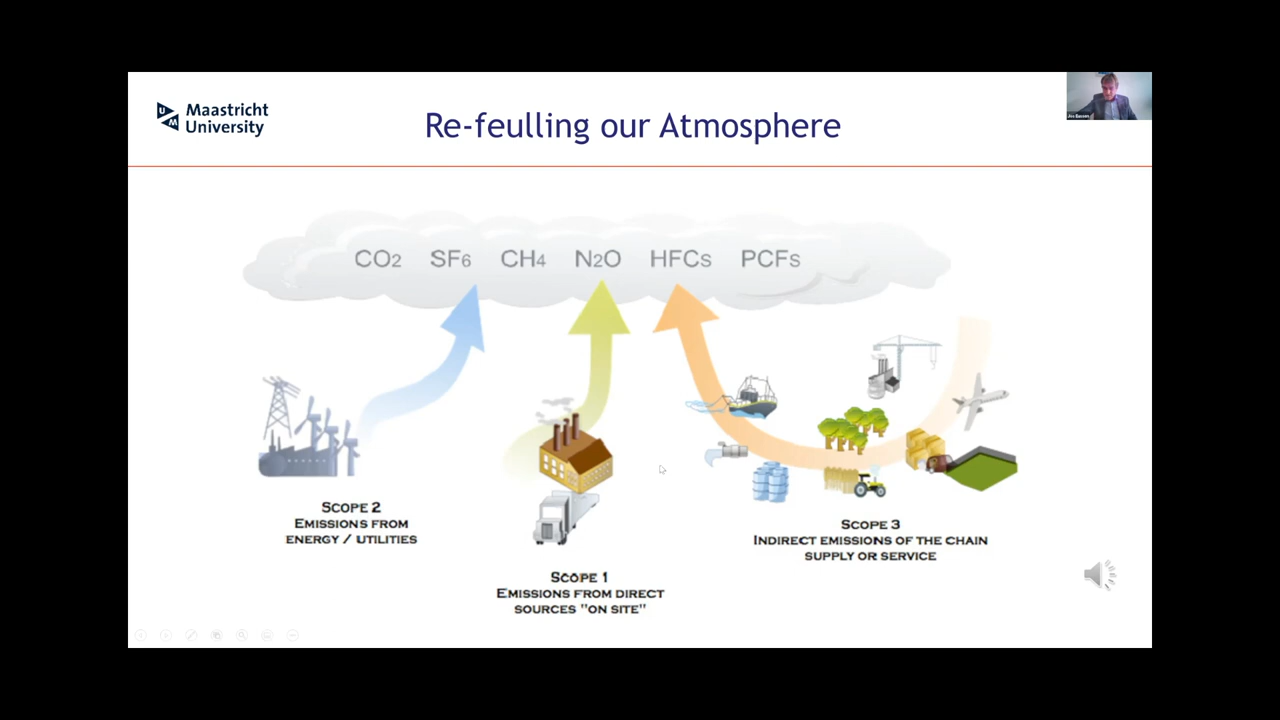 Maastricht
University
Re-feulling our Atmosphere
CO2 SF6 CH4 N2O HFCs PCFs
SCOPE 2
EMISSIONS FROM
ENERGY / UTILITIES
SCOPE 1
EMISSIONS FROM DIRECT
SOURCES "ON SITE"
SCOPE 3
INDIRECT EMISSIONS OF THE CHAIN
SUPPLY OR SERVICE